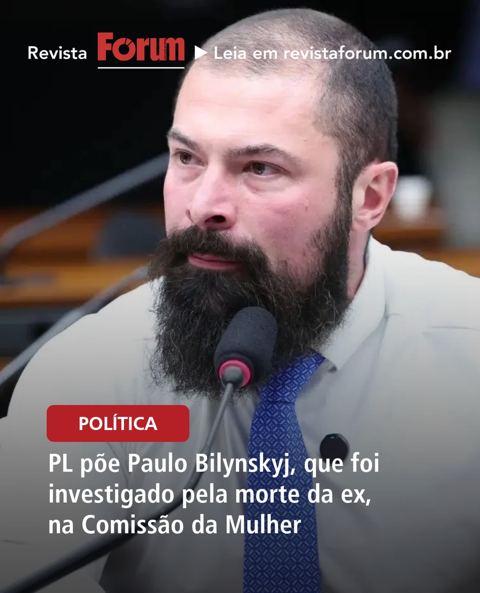 Revista Forum ▶ Leia em revistaforum.com.br
POLÍTICA
PL põe Paulo Bilynskyj, que foi
investigado pela morte da ex,
na Comissão da Mulher